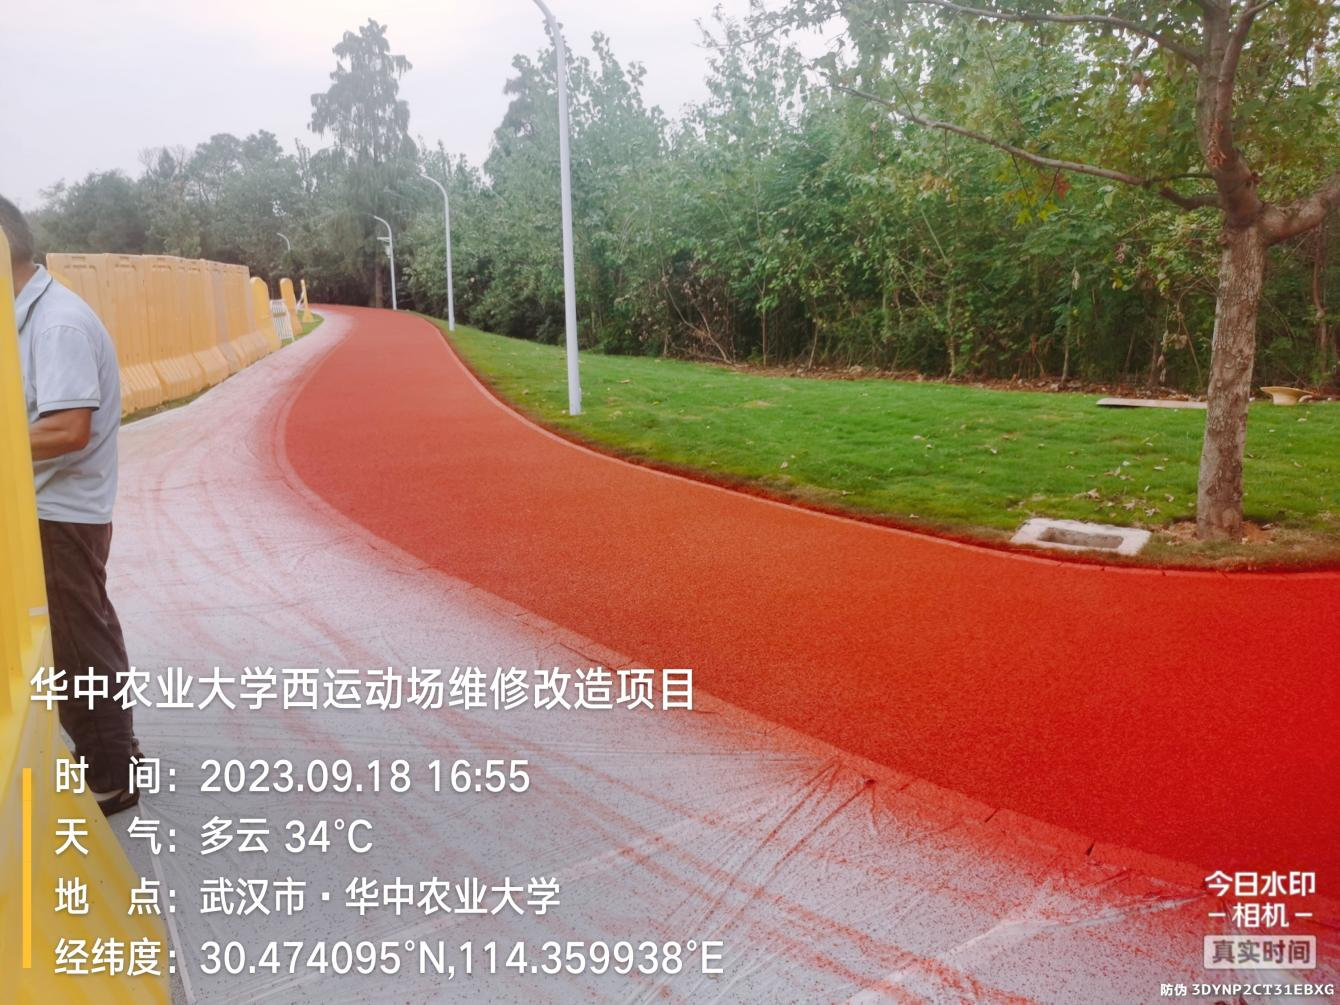 华中农业大学西运动场维修改造项目
时 间：2023.09.18 16:55
天 气：多云 34℃
地 点：武汉市·华中农业大学
经纬度：30.474095°N,114.359938°E
今日水印
-相机-
真实时间
防伪 3DYNP2CT31EBXG